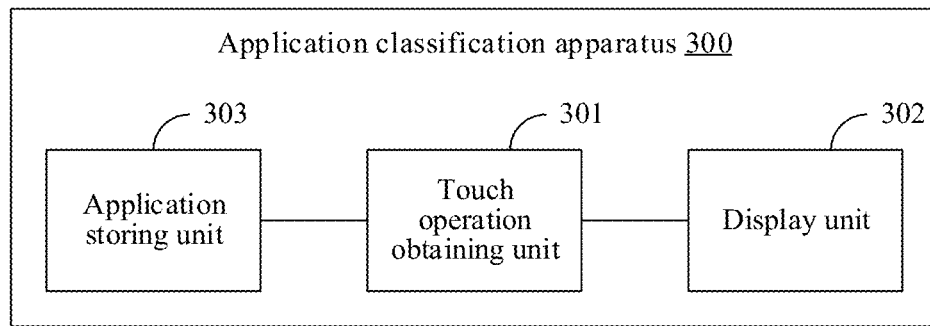 Application classification apparatus 300
303
301
302
Application
storing unit
Touch
operation
obtaining unit
Display unit